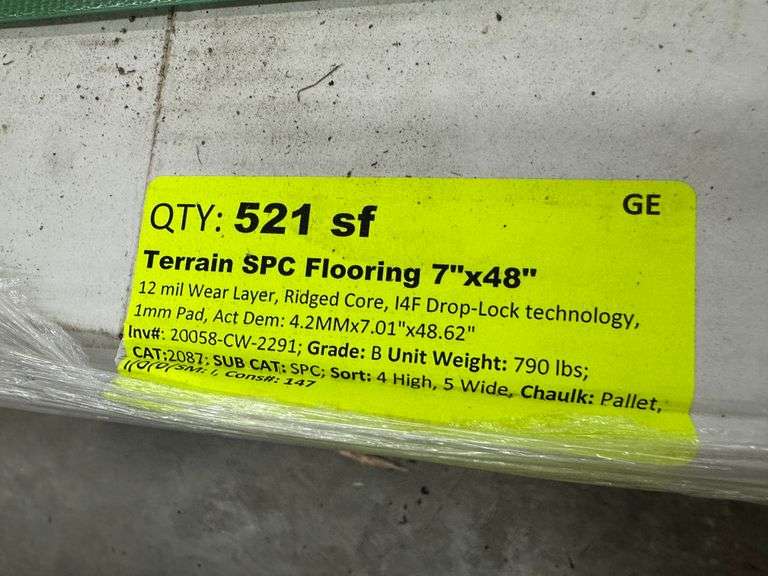 GE
QTY: 521 sf
Terrain SPC Flooring 7"x48"
12 mil Wear Layer, Ridged Core, I4F Drop-Lock technology,
1mm Pad, Act Dem: 4.2MMx7.01"x48.62"
Inv#: 20058-CW-2291; Grade: B Unit Weight: 790 lbs;
CAT:2087; SUB CAT: SPC; Sort: 4 High, 5 Wide, Chaulk: Pallet,
Cons#: 147